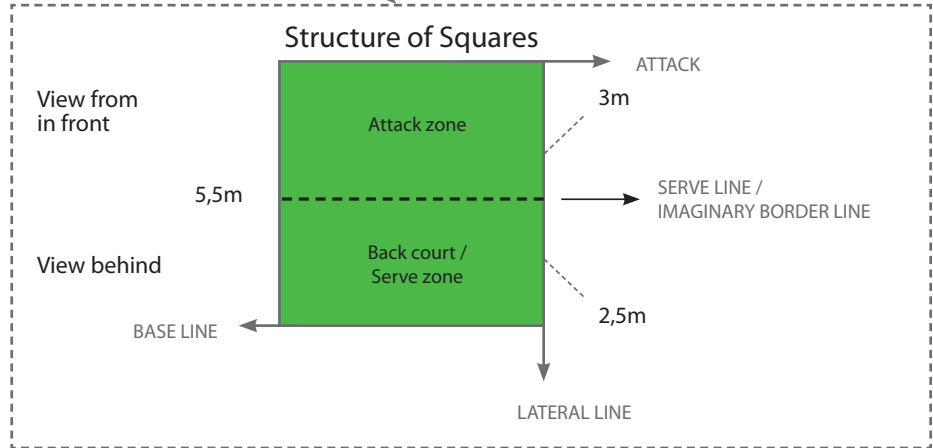 Structure of Squares
ATTACK
View from
in front
3m
Attack zone
5,5m
SERVE LINE /
IMAGINARY BORDER LINE
View behind
Back court /
Serve zone
2,5m
BASE LINE
LATERAL LINE